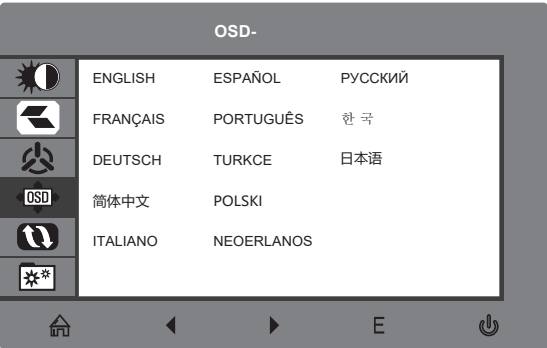 OSD-
ENGLISH ESPAÑOL РУССКИЙ
FRANÇAIS PORTUGUÊS 한 국
DEUTSCH TURKCE 日本语
OSD 简体中文 POLSKI
ITALIANO NEOERLANOS
E